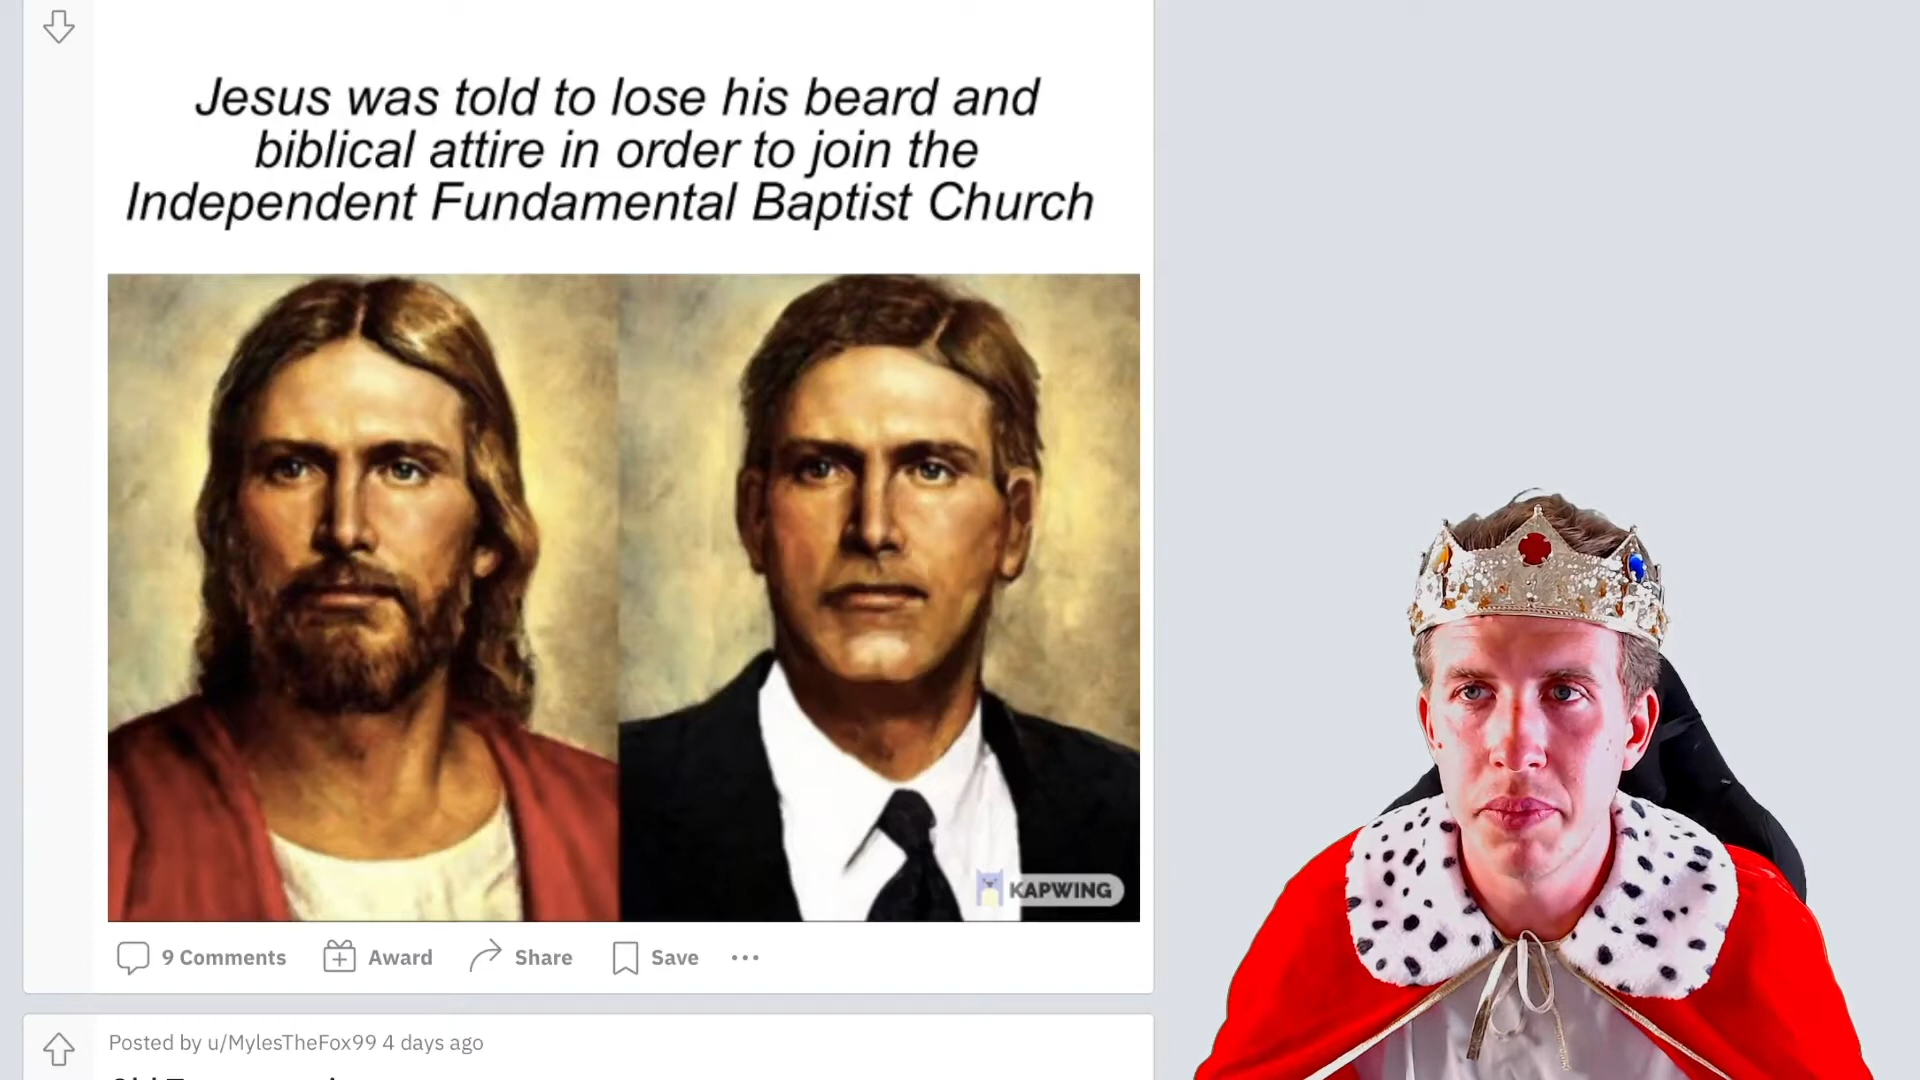 Jesus was told to lose his beard and
biblical attire in order to join the
Independent Fundamental Baptist Church
KAPWING
9 Comments Award Share Save
Posted by u/MylesTheFox99 4 days ago